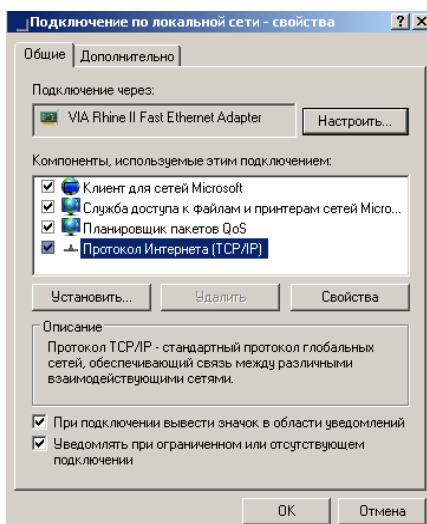 Подключение по локальной сети - свойства
Общие
Дополнительно
Подключение через:
VIA Rhine II Fast Ethernet Adapter
Настроить...
Компоненты, используемые этим подключением:
Клиент для сетей Microsoft
Служба доступа к файлам и принтерам сетей Micro...
Планировщик пакетов QoS
Протокол Интернета (TCP/IP)
Установить...
Удалить
Свойства
Описание
Протокол TCP/IP - стандартный протокол глобальных
сетей, обеспечивающий связь между различными
взаимодействующими сетями.
При подключении вывести значок в области уведомлений
Уведомлять при ограниченном или отсутствующем
подключении
OK
Отмена